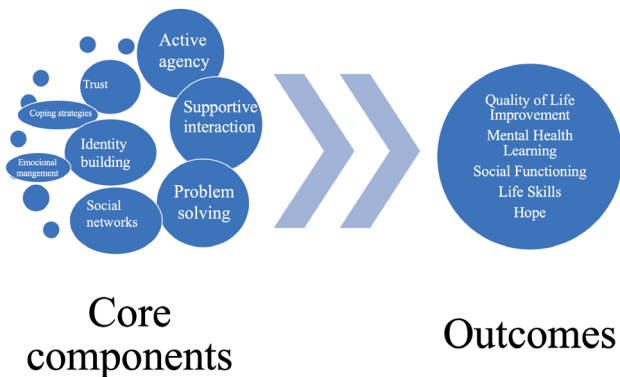 Active
agency
Trust
Supportive
interaction
Coping strategies
Identity
building
Emocional
mangement
Problem
solving
Social
networks
Quality of Life
Improvement
Mental Health
Learning
Social Functioning
Life Skills
Hope
Core
components
Outcomes